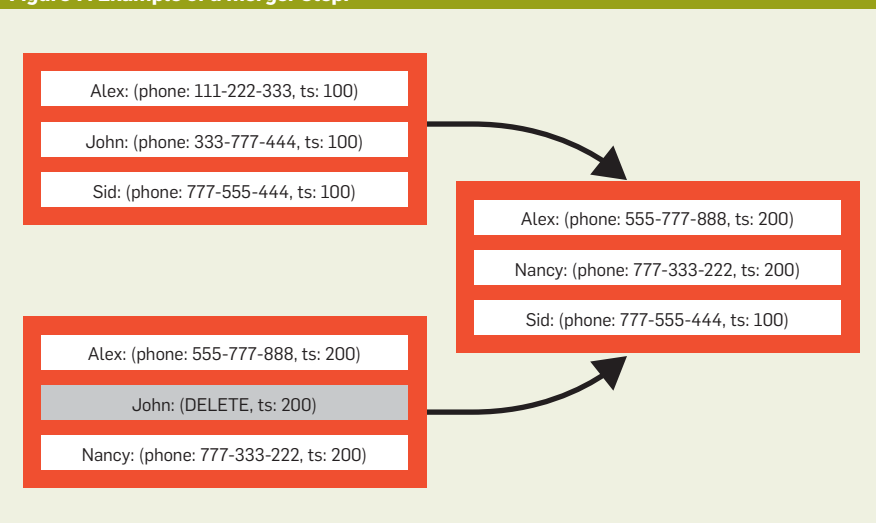 Alex: (phone: 111-222-333, ts: 100)
John: (phone: 333-777-444, ts: 100)
Sid: (phone: 777-555-444, ts: 100)
Alex: (phone: 555-777-888, ts: 200)
John: (DELETE, ts: 200)
Nancy: (phone: 777-333-222, ts: 200)
Alex: (phone: 555-777-888, ts: 200)
Nancy: (phone: 777-333-222, ts: 200)
Sid: (phone: 777-555-444, ts: 100)